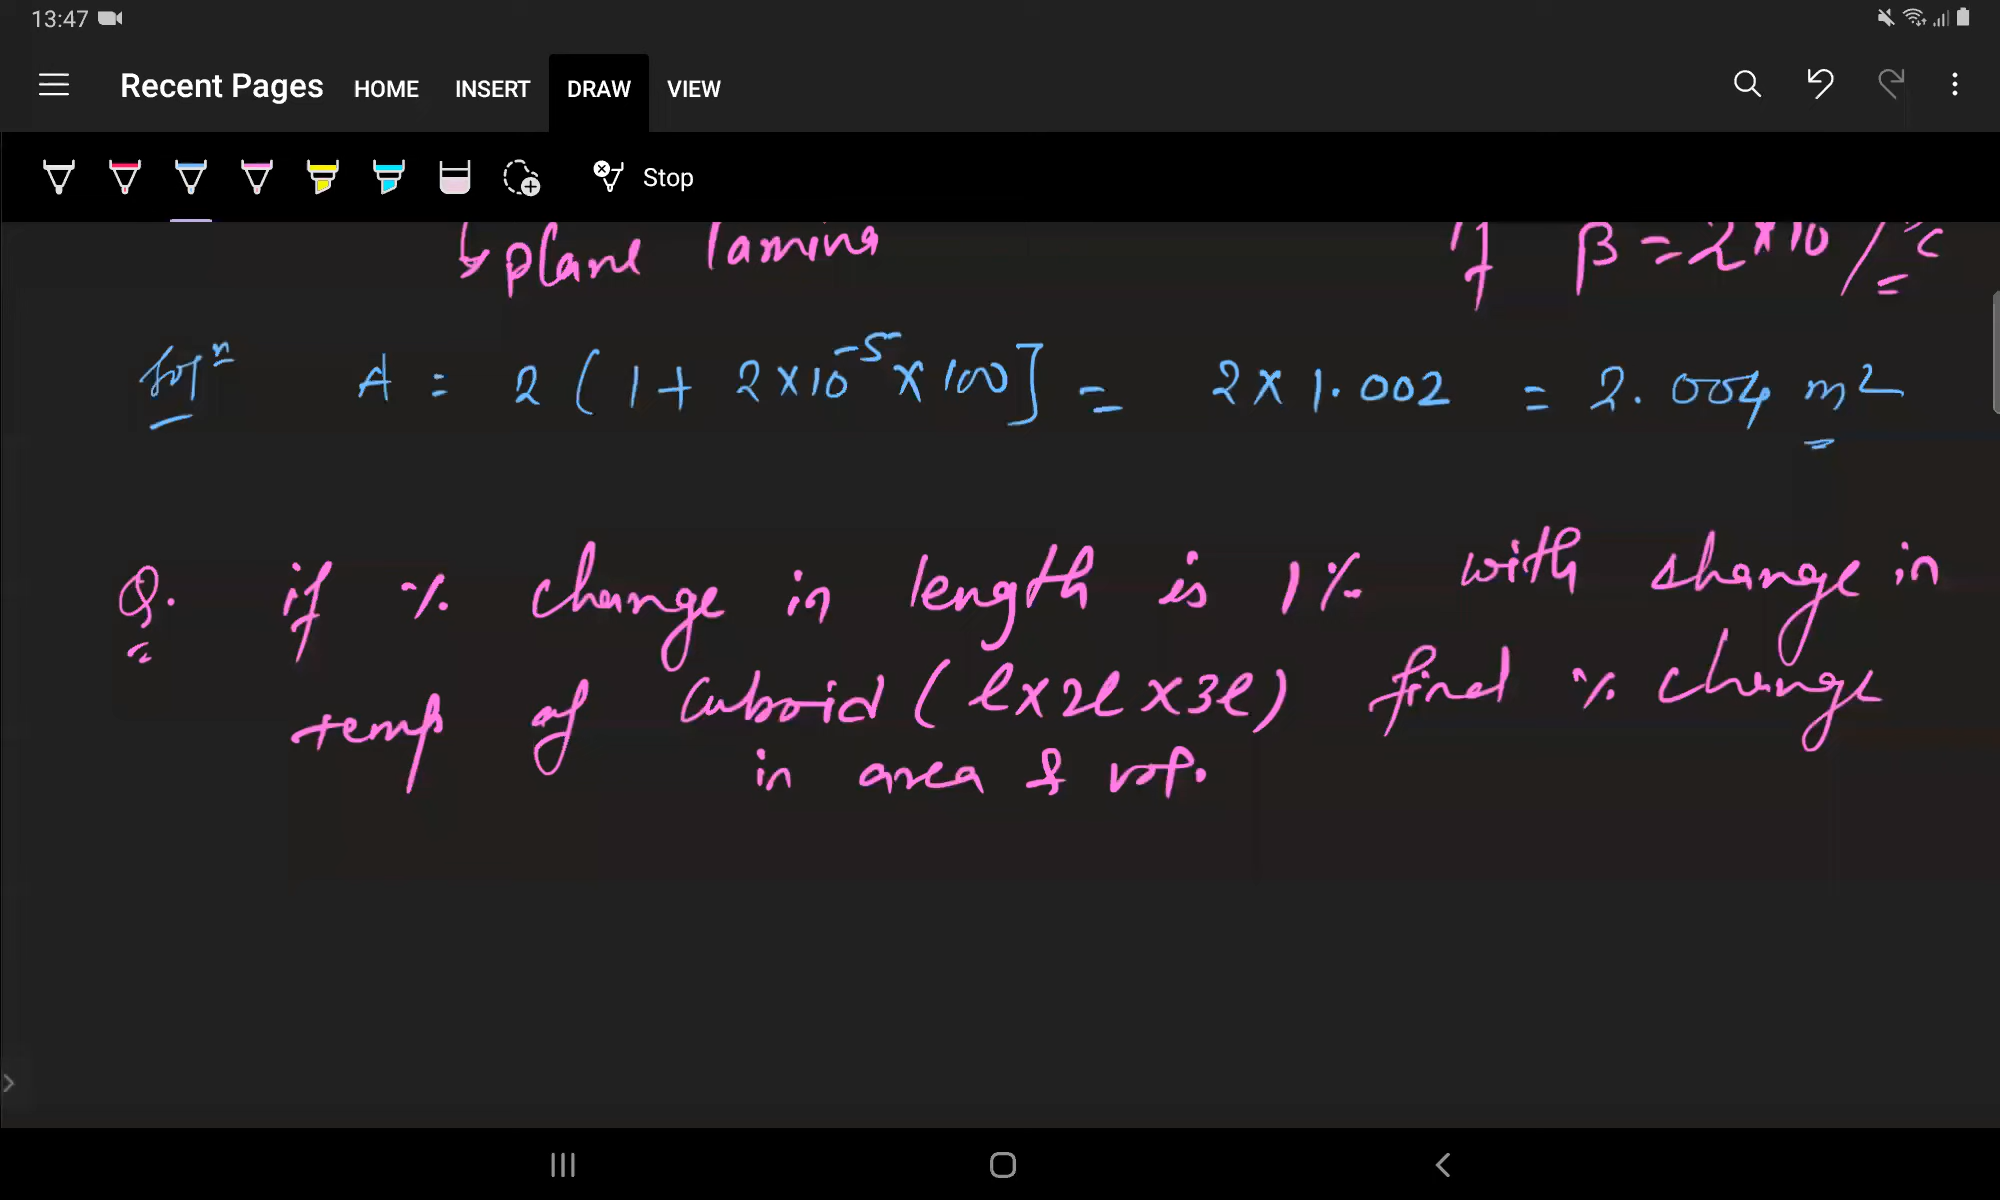 13:47
Recent Pages HOME INSERT DRAW VIEW
Stop
↳ plane lamina if β = 2×10 /°C
Solⁿ A = 2 ( 1 + 2×10⁻⁵ × 100 ] = 2 × 1.002 = 2.004 m²
Q. if % change in length is 1% with change in
temp of cuboid ( l×2l×3l) find % change
in area & vol.